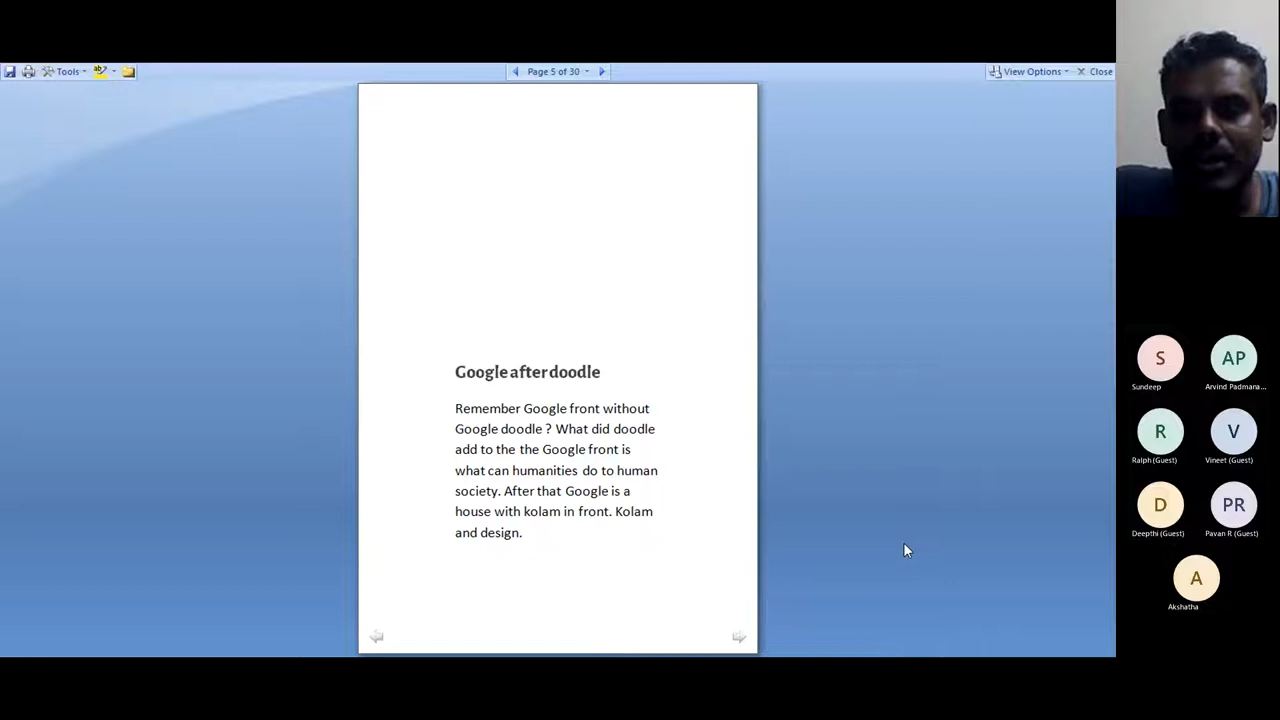 Tools
Page 5 of 30
View Options
Close
Google after doodle
Remember Google front without
Google doodle ? What did doodle
add to the the Google front is
what can humanities do to human
society. After that Google is a
house with kolam in front. Kolam
and design.
S
AP
Sundeep
Arvind Padmana...
R
V
Ralph (Guest)
Vineet (Guest)
D
PR
Deepthi (Guest)
Pavan R (Guest)
A
Akshatha